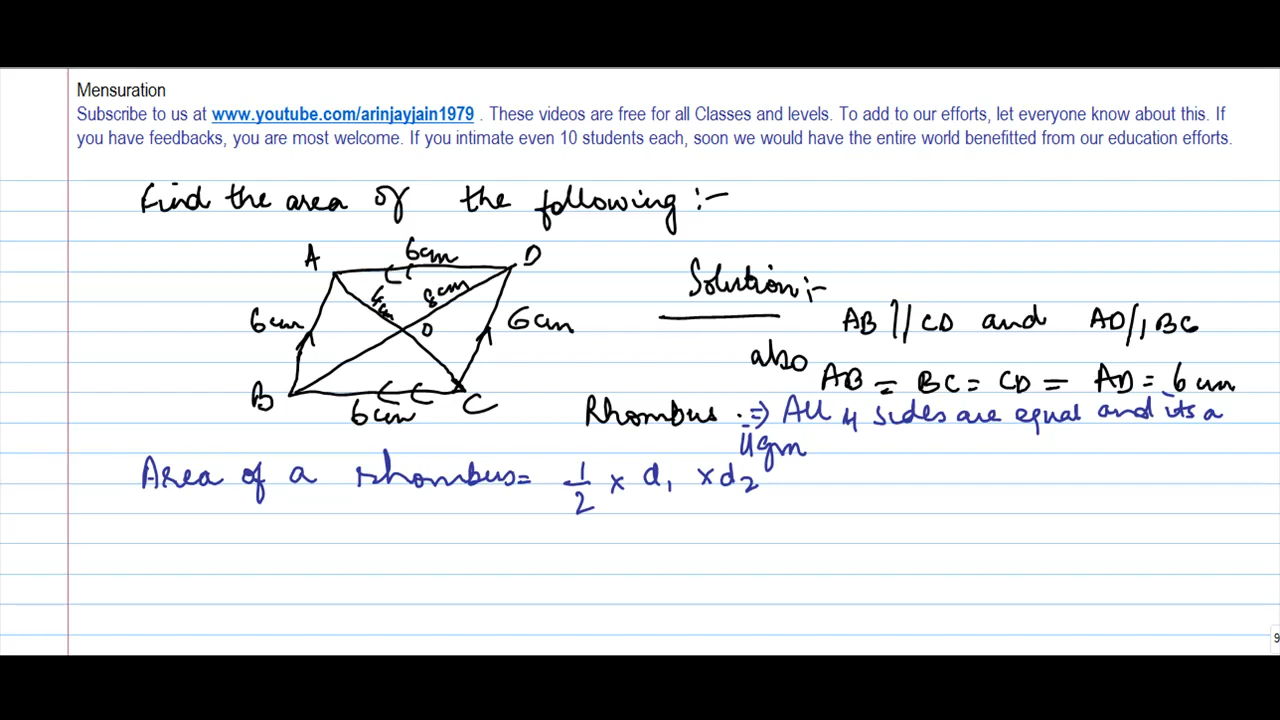 Mensuration
Subscribe to us at www.youtube.com/arinjayjain1979 . These videos are free for all Classes and levels. To add to our efforts, let everyone know about this. If
you have feedbacks, you are most welcome. If you intimate even 10 students each, soon we would have the entire world benefitted from our education efforts.
Find the area of the following :-
A 6cm D
4cm 8cm
6cm O 6cm
B 6cm C
Solution :-
AB // CD and AD // BC
also AB = BC = CD = AD = 6 cm
Rhombus => All 4 sides are equal and its a
llgm
Area of a rhombus = 1/2 x d1 x d2
9